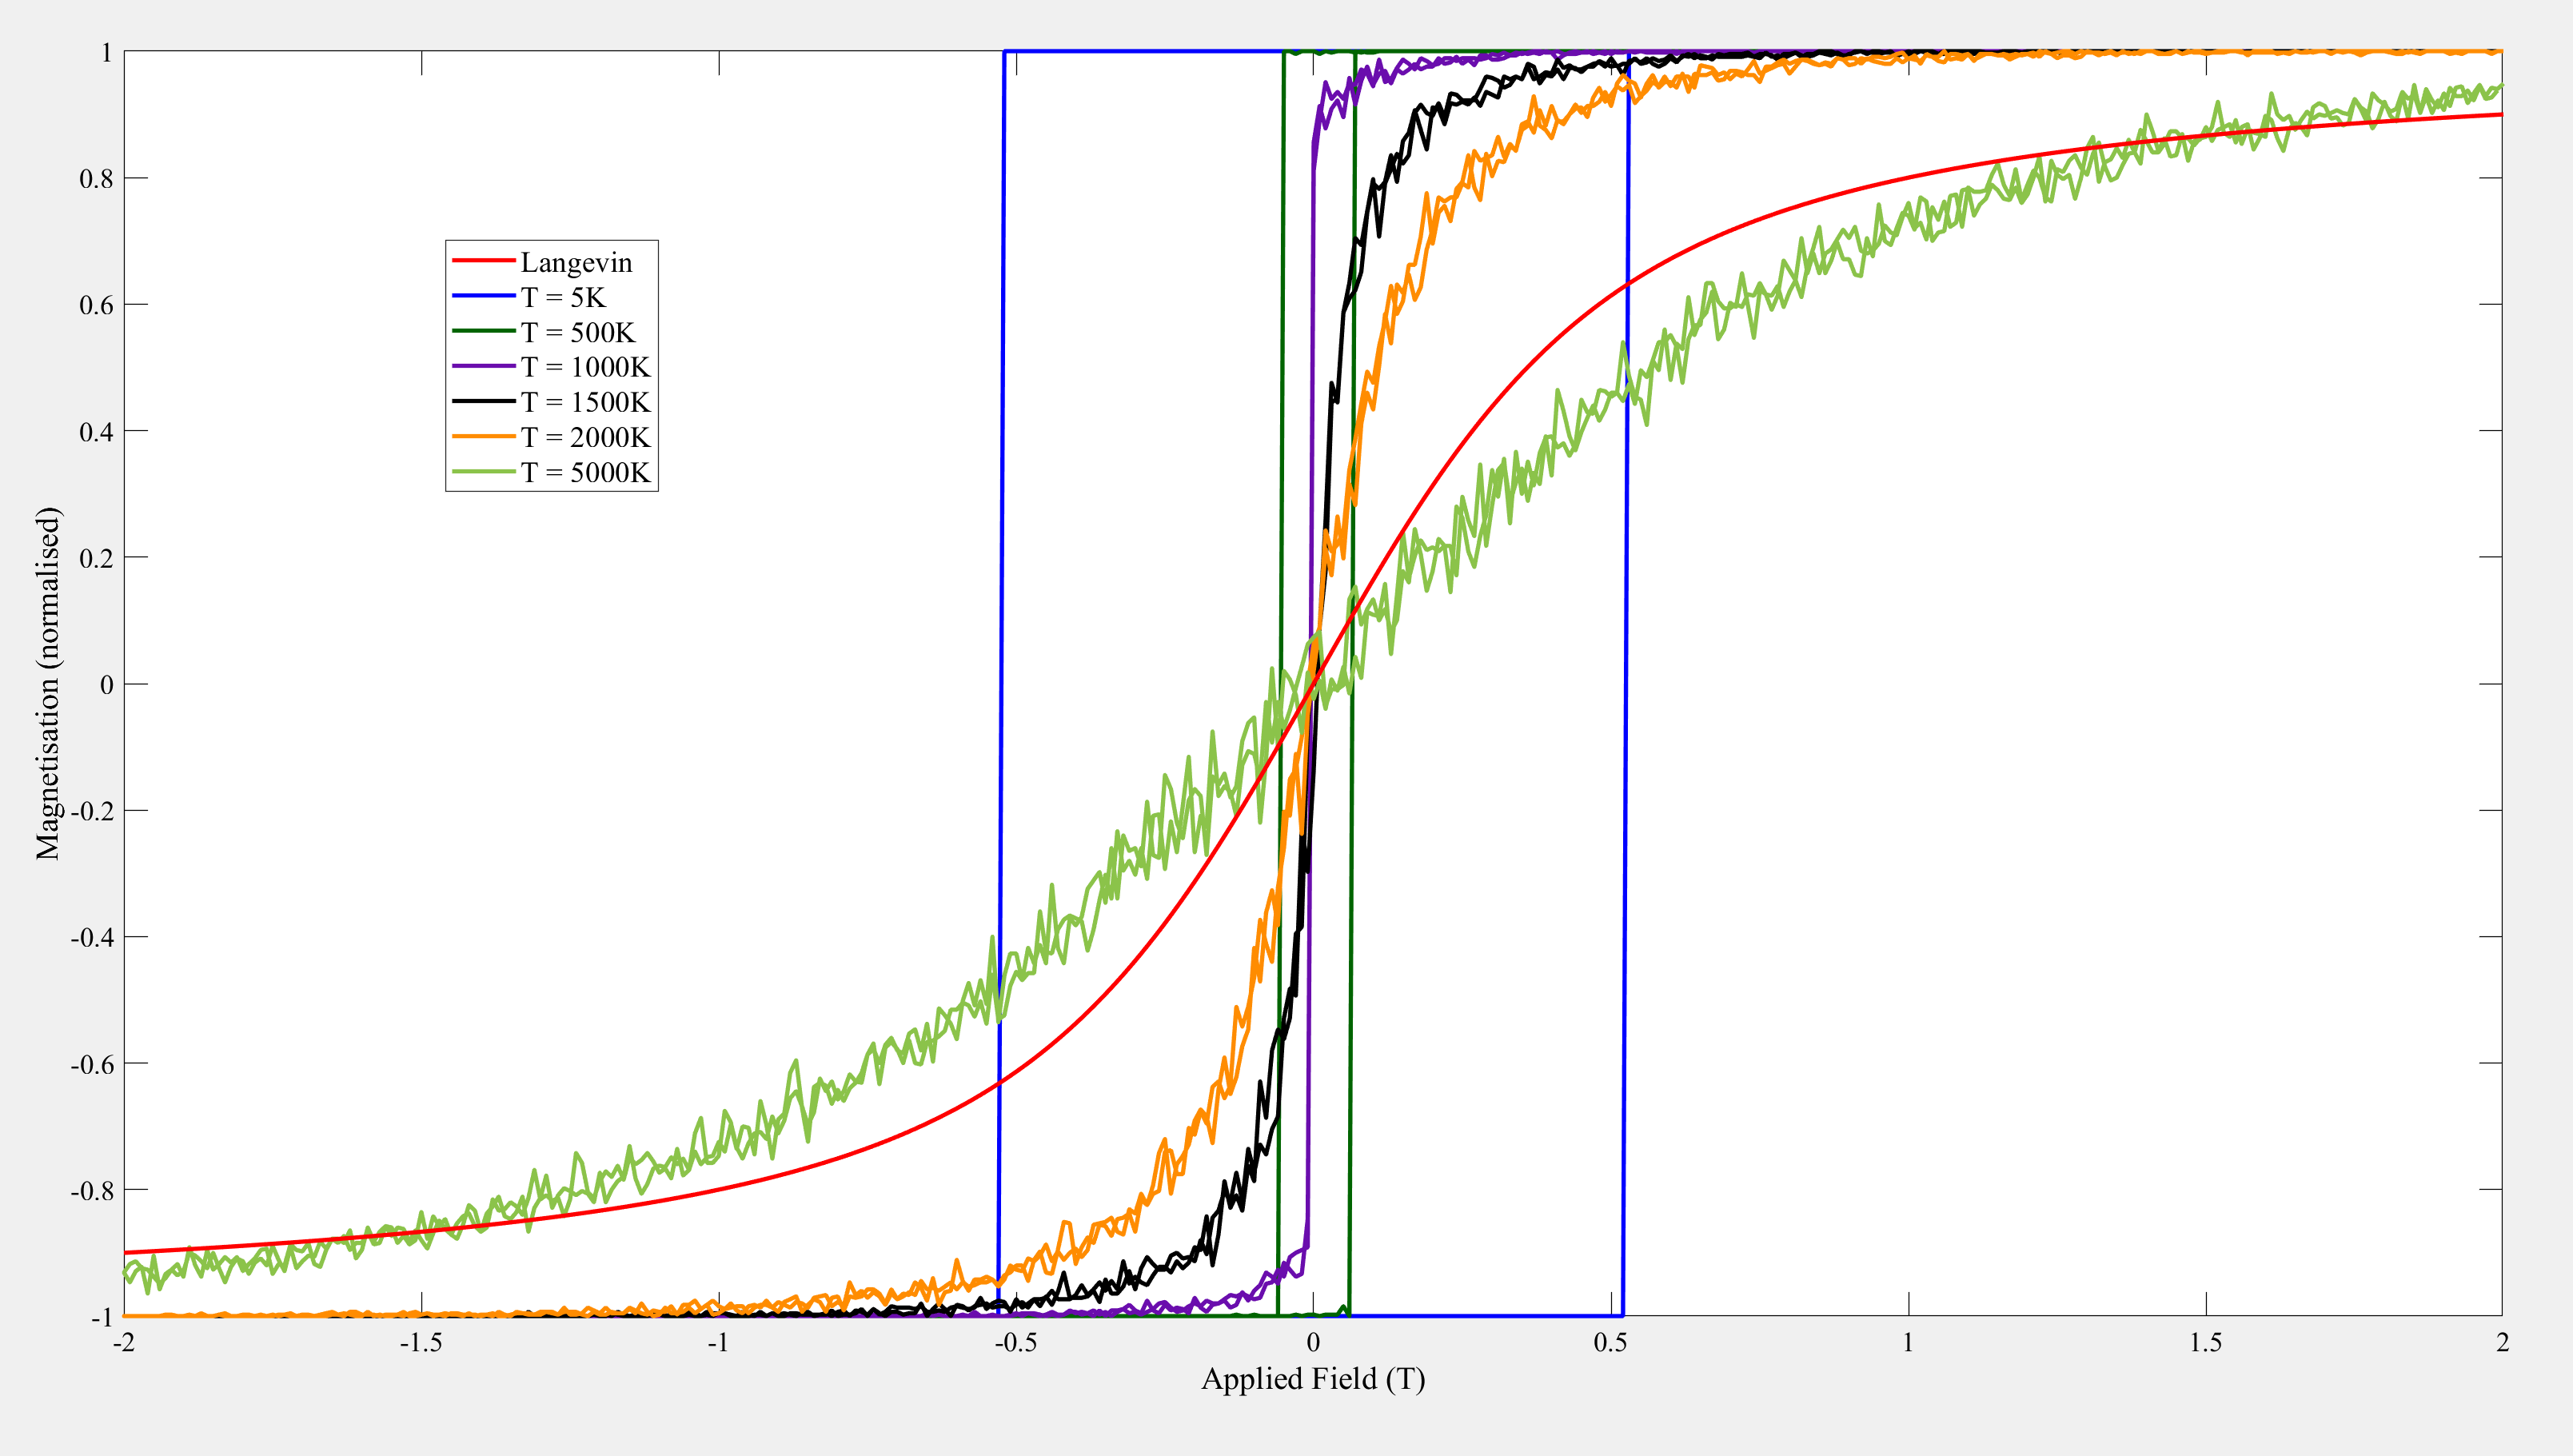 1
0.8
0.6
0.4
0.2
0
-0.2
-0.4
-0.6
-0.8
-1
Magnetisation (normalised)
Langevin
T = 5K
T = 500K
T = 1000K
T = 1500K
T = 2000K
T = 5000K
-2 -1.5 -1 -0.5 0 0.5 1 1.5 2
Applied Field (T)